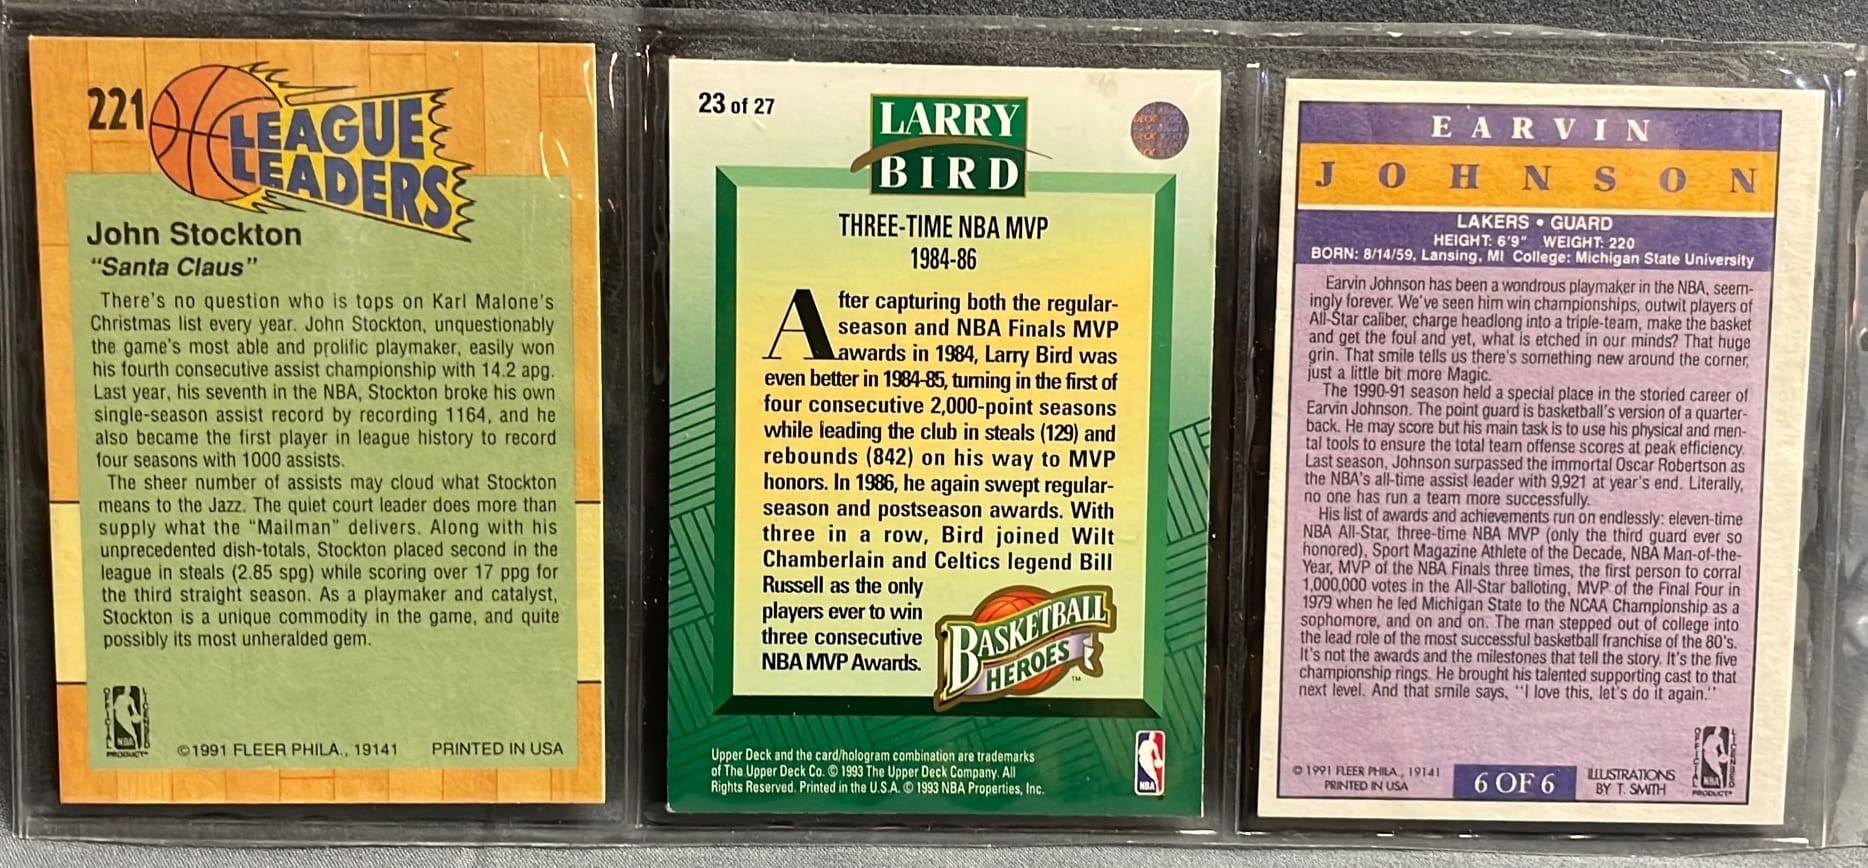 221
LEAGUE
LEADERS
John Stockton
"Santa Claus"
There's no question who is tops on Karl Malone's
Christmas list every year. John Stockton, unquestionably
the game's most able and prolific playmaker, easily won
his fourth consecutive assist championship with 14.2 apg.
Last year, his seventh in the NBA, Stockton broke his own
single-season assist record by recording 1164, and he
also became the first player in league history to record
four seasons with 1000 assists.
The sheer number of assists may cloud what Stockton
means to the Jazz. The quiet court leader does more than
supply what the "Mailman" delivers. Along with his
unprecedented dish-totals, Stockton placed second in the
league in steals (2.85 spg) while scoring over 17 ppg for
the third straight season. As a playmaker and catalyst,
Stockton is a unique commodity in the game, and quite
possibly its most unheralded gem.
OFFICIAL LICENSED
NBA
PRODUCT
©1991 FLEER PHILA., 19141 PRINTED IN USA
23 of 27
LARRY
BIRD
THREE-TIME NBA MVP
1984-86
After capturing both the regular-
season and NBA Finals MVP
awards in 1984, Larry Bird was
even better in 1984-85, turning in the first of
four consecutive 2,000-point seasons
while leading the club in steals (129) and
rebounds (842) on his way to MVP
honors. In 1986, he again swept regular-
season and postseason awards. With
three in a row, Bird joined Wilt
Chamberlain and Celtics legend Bill
Russell as the only
players ever to win
three consecutive
NBA MVP Awards.
BASKETBALL
HEROES
TM
Upper Deck and the card/hologram combination are trademarks
of The Upper Deck Co. © 1993 The Upper Deck Company. All
Rights Reserved. Printed in the U.S.A. © 1993 NBA Properties, Inc.
NBA
EARVIN
JOHNSON
LAKERS • GUARD
HEIGHT: 6'9" WEIGHT: 220
BORN: 8/14/59, Lansing, MI College: Michigan State University
Earvin Johnson has been a wondrous playmaker in the NBA, seem-
ingly forever. We've seen him win championships, outwit players of
All-Star caliber, charge headlong into a triple-team, make the basket
and get the foul and yet, what is etched in our minds? That huge
grin. That smile tells us there's something new around the corner,
just a little bit more Magic.
The 1990-91 season held a special place in the storied career of
Earvin Johnson. The point guard is basketball's version of a quarter-
back. He may score but his main task is to use his physical and men-
tal tools to ensure the total team offense scores at peak efficiency.
Last season, Johnson surpassed the immortal Oscar Robertson as
the NBA's all-time assist leader with 9,921 at year's end. Literally,
no one has run a team more successfully.
His list of awards and achievements run on endlessly: eleven-time
NBA All-Star, three-time NBA MVP (only the third guard ever so
honored), Sport Magazine Athlete of the Decade, NBA Man-of-the-
Year, MVP of the NBA Finals three times, the first person to corral
1,000,000 votes in the All-Star balloting, MVP of the Final Four in
1979 when he led Michigan State to the NCAA Championship as a
sophomore, and on and on. The man stepped out of college into
the lead role of the most successful basketball franchise of the 80's.
It's not the awards and the milestones that tell the story. It's the five
championship rings. He brought his talented supporting cast to that
next level. And that smile says, "I love this, let's do it again."
© 1991 FLEER PHILA., 19141
PRINTED IN USA
6 OF 6
ILLUSTRATIONS
BY T. SMITH
OFFICIAL LICENSED
NBA
PRODUCT